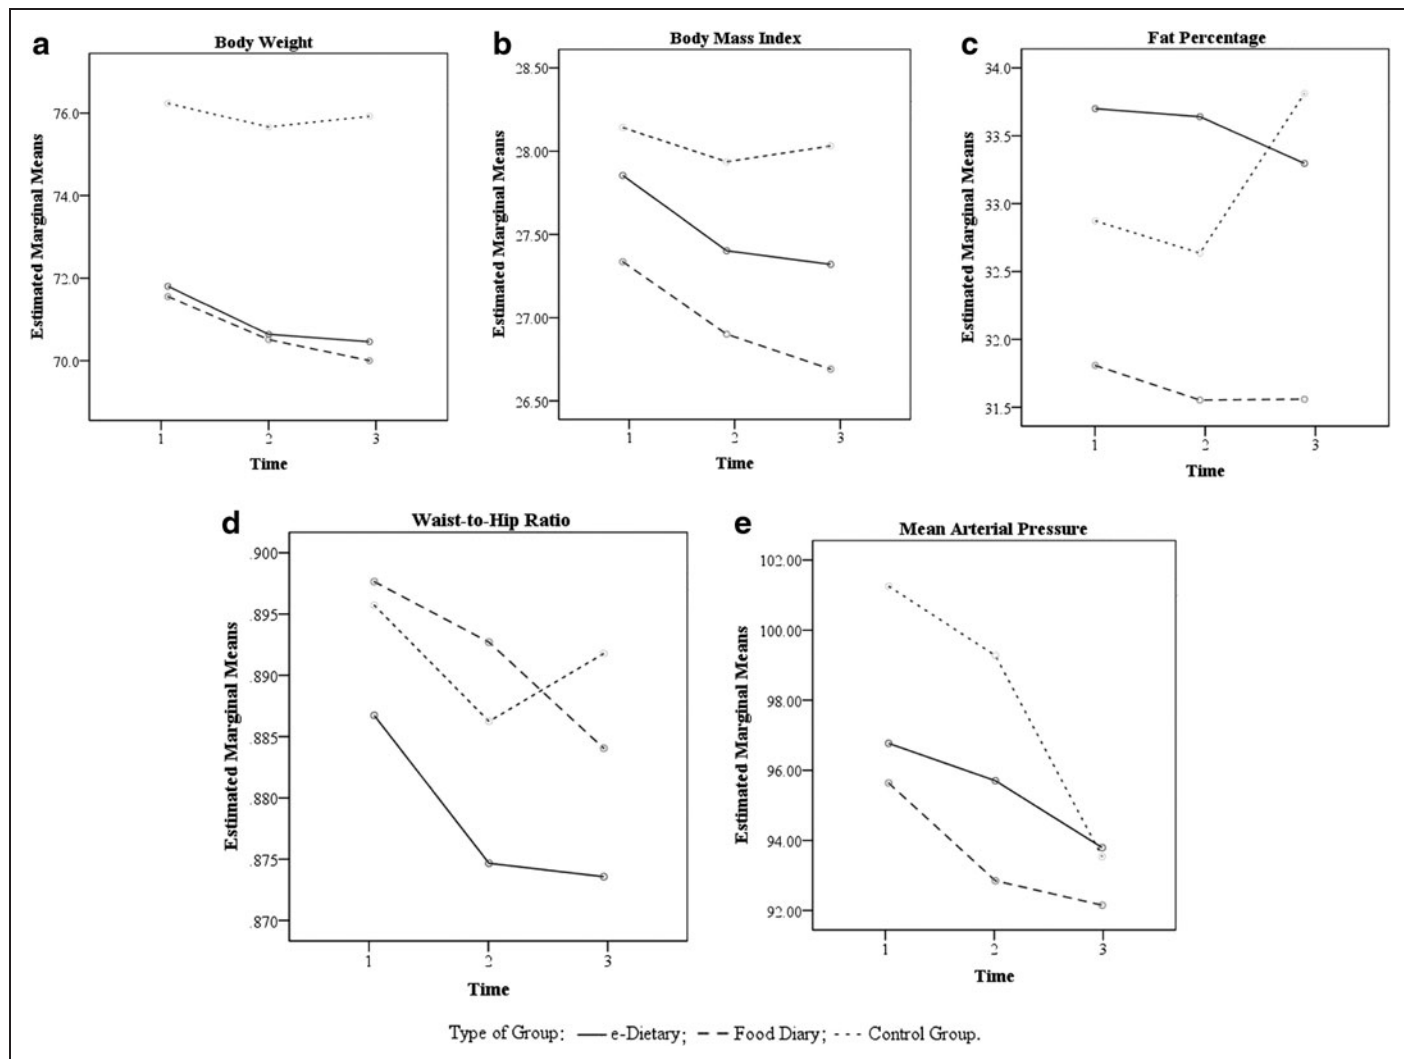 a
Body Weight
Estimated Marginal Means
76.0
74.0
72.0
70.0
1 2 3
Time
b
Body Mass Index
Estimated Marginal Means
28.50
28.00
27.50
27.00
26.50
1 2 3
Time
c
Fat Percentage
Estimated Marginal Means
34.0
33.5
33.0
32.5
32.0
31.5
1 2 3
Time
d
Waist-to-Hip Ratio
Estimated Marginal Means
.900
.895
.890
.885
.880
.875
.870
1 2 3
Time
e
Mean Arterial Pressure
Estimated Marginal Means
102.00
100.00
98.00
96.00
94.00
92.00
1 2 3
Time
Type of Group: e-Dietary; Food Diary; Control Group.